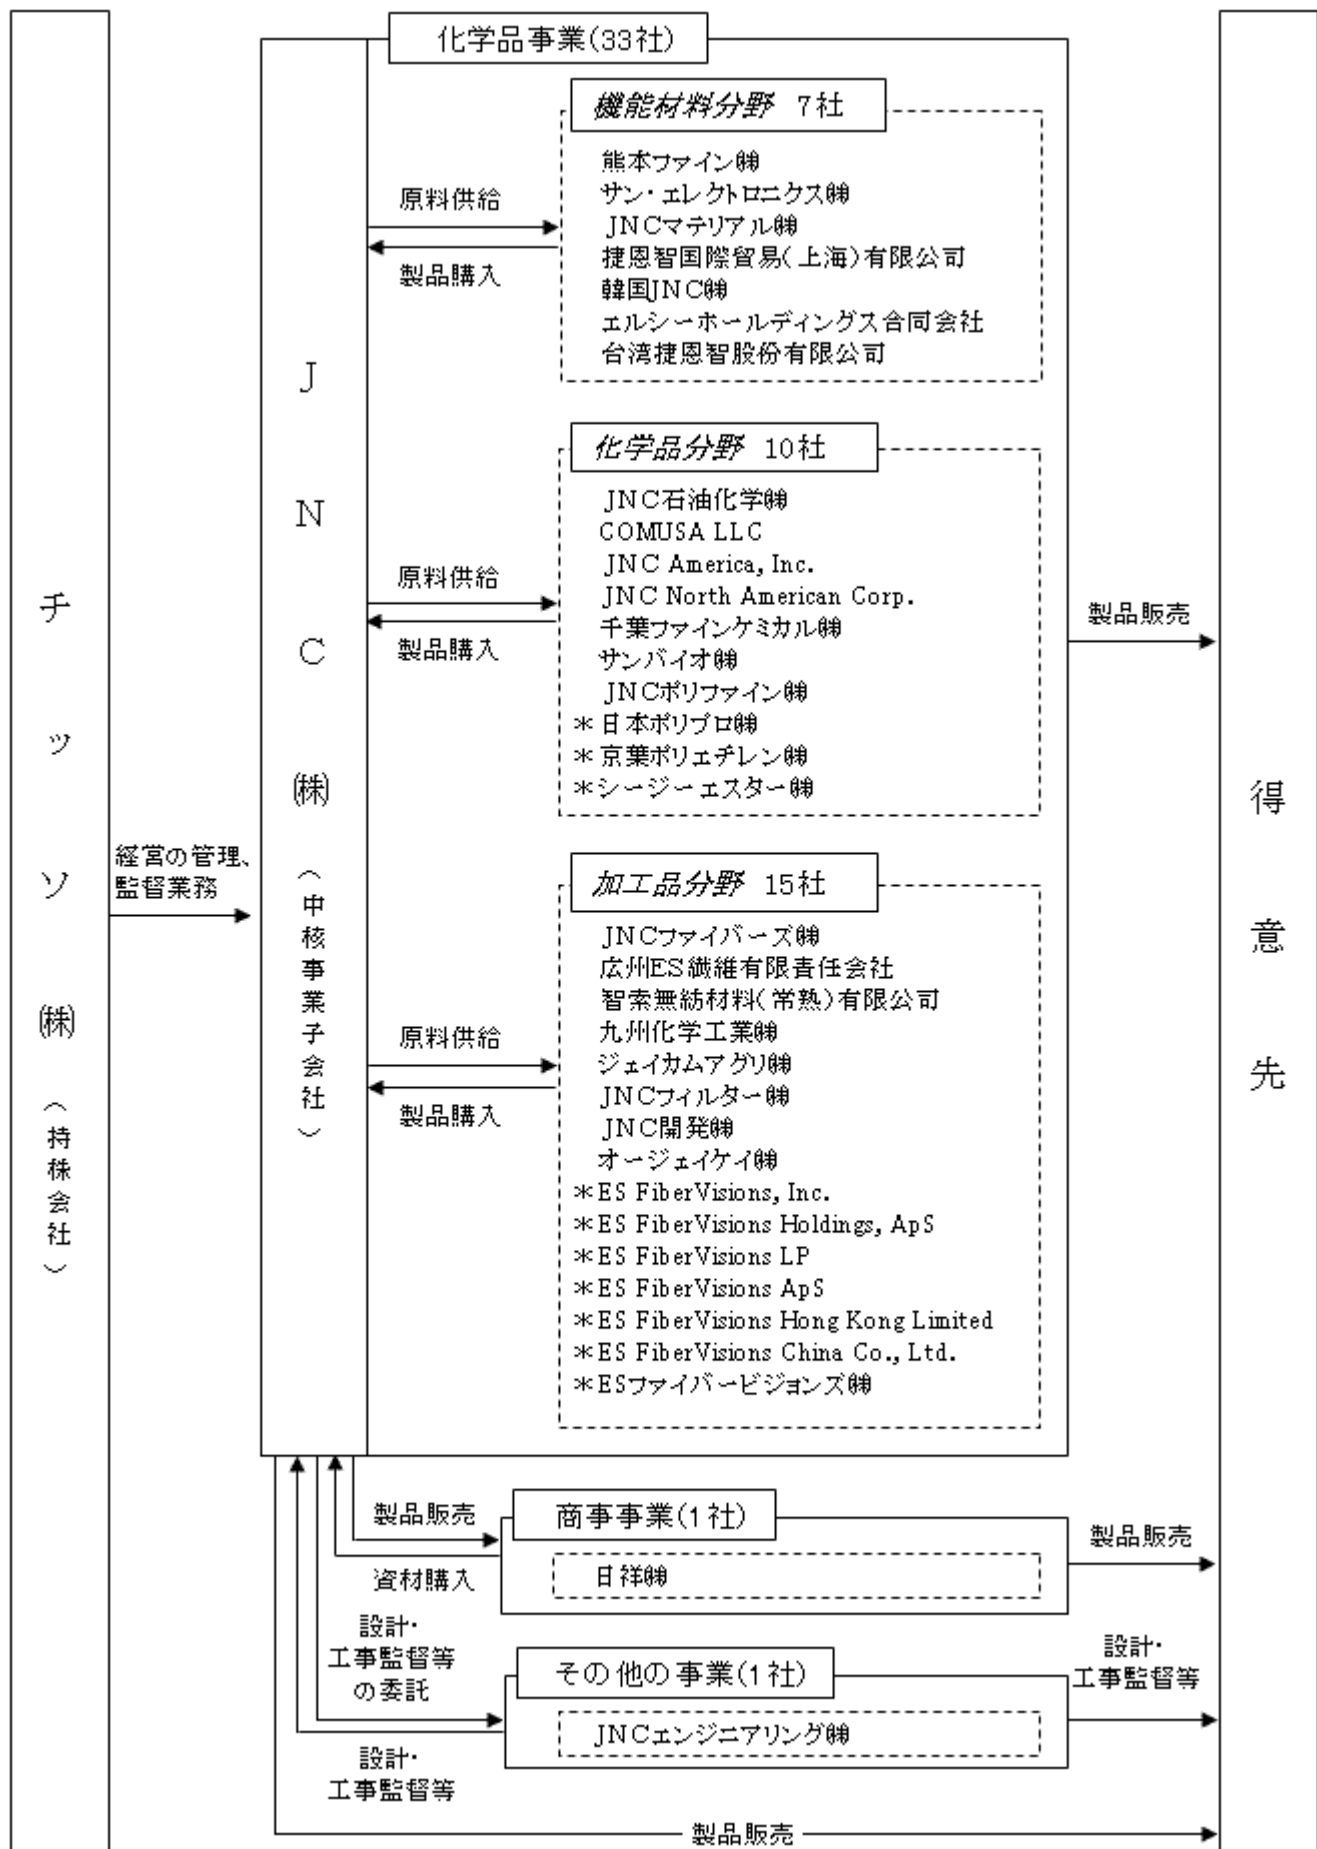 チッソ㈱（持株会社）
経営の管理、
監督業務
JNC㈱（中核事業子会社）
化学品事業(33社)
機能材料分野 7社
熊本ファイン㈱
サン・エレクトロニクス㈱
JNCマテリアル㈱
捷恩智国際貿易(上海)有限公司
韓国JNC㈱
エルシーホールディングス合同会社
台湾捷恩智股份有限公司
原料供給
製品購入
化学品分野 10社
JNC石油化学㈱
COMUSA LLC
JNC America, Inc.
JNC North American Corp.
千葉ファインケミカル㈱
サンバイオ㈱
JNCポリファイン㈱
＊日本ポリプロ㈱
＊京葉ポリエチレン㈱
＊シージーエスター㈱
原料供給
製品購入
加工品分野 15社
JNCファイバーズ㈱
広州ES繊維有限責任会社
智索無紡材料(常熟)有限公司
九州化学工業㈱
ジェイカムアグリ㈱
JNCフィルター㈱
JNC開発㈱
オージェイケイ㈱
＊ES FiberVisions, Inc.
＊ES FiberVisions Holdings, ApS
＊ES FiberVisions LP
＊ES FiberVisions ApS
＊ES FiberVisions Hong Kong Limited
＊ES FiberVisions China Co., Ltd.
＊ESファイバービジョンズ㈱
原料供給
製品購入
製品販売
得意先
商事事業(1社)
日祥㈱
製品販売
資材購入
製品販売
その他の事業(1社)
JNCエンジニアリング㈱
設計・
工事監督等
の委託
設計・
工事監督等
設計・
工事監督等
製品販売